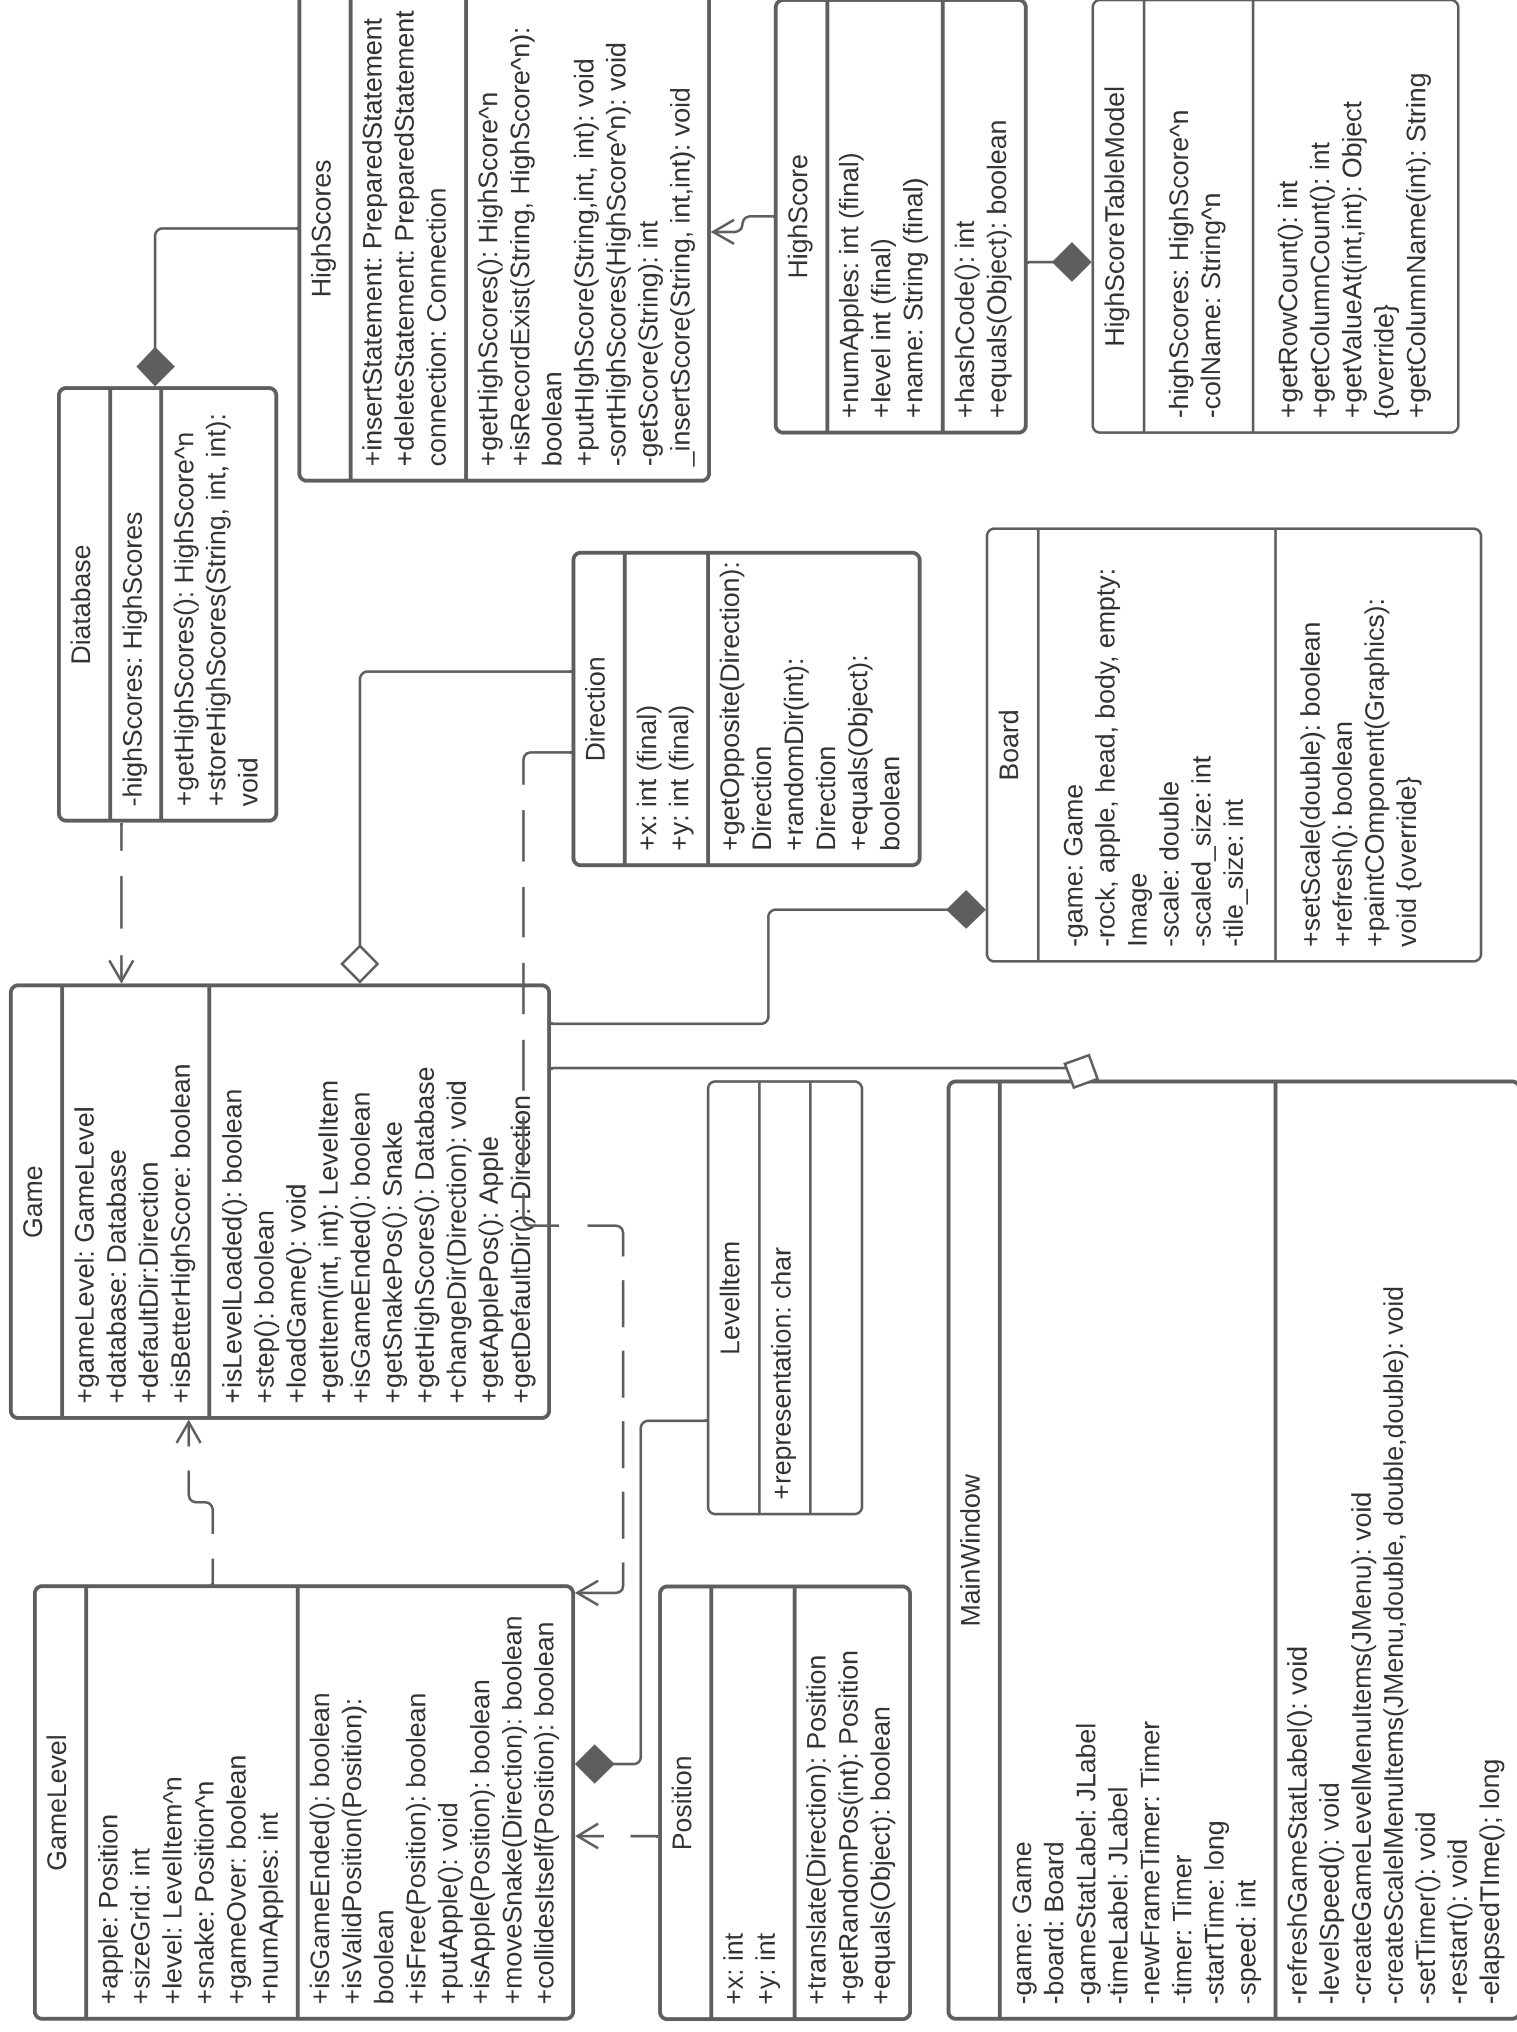 GameLevel
+apple: Position
+sizeGrid: int
+level: LevelItem^n
+snake: Position^n
+gameOver: boolean
+numApples: int
+isGameEnded(): boolean
+isValidPosition(Position):
boolean
+isFree(Position): boolean
+putApple(): void
+isApple(Position): boolean
+moveSnake(Direction): boolean
+collidesItself(Position): boolean
Game
+gameLevel: GameLevel
+database: Database
+defaultDir:Direction
+isBetterHighScore: boolean
+isLevelLoaded(): boolean
+step(): boolean
+loadGame(): void
+getItem(int, int): LevelItem
+isGameEnded(): boolean
+getSnakePos(): Snake
+getHighScores(): Database
+changeDir(Direction): void
+getApplePos(): Apple
+getDefaultDir(): Direction
Diatabase
-highScores: HighScores
+getHighScores(): HighScore^n
+storeHighScores(String, int, int):
void
HighScores
+insertStatement: PreparedStatement
+deleteStatement: PreparedStatement
connection: Connection
+getHighScores(): HighScore^n
+isRecordExist(String, HighScore^n):
boolean
+putHIghScore(String,int, int): void
-sortHighScores(HighScore^n): void
-getScore(String): int
_insertScore(String, int,int): void
Position
+x: int
+y: int
+translate(Direction): Position
+getRandomPos(int): Position
+equals(Object): boolean
LevelItem
+representation: char
Direction
+x: int (final)
+y: int (final)
+getOpposite(Direction):
Direction
+randomDir(int):
Direction
+equals(Object):
boolean
HighScore
+numApples: int (final)
+level int (final)
+name: String (final)
+hashCode(): int
+equals(Object): boolean
MainWindow
-game: Game
-board: Board
-gameStatLabel: JLabel
-timeLabel: JLabel
-newFrameTimer: Timer
-timer: Timer
-startTime: long
-speed: int
-refreshGameStatLabel(): void
-levelSpeed(): void
-createGameLevelMenuItems(JMenu): void
-createScaleMenuItems(JMenu,double, double,double): void
-setTimer(): void
-restart(): void
-elapsedTIme(); long
Board
-game: Game
-rock, apple, head, body, empty:
Image
-scale: double
-scaled_size: int
-tile_size: int
+setScale(double): boolean
+refresh(): boolean
+paintCOmponent(Graphics):
void {override}
HighScoreTableModel
-highScores: HighScore^n
-colName: String^n
+getRowCount(): int
+getColumnCount(): int
+getValueAt(int,int): Object
{override}
+getColumnName(int): String